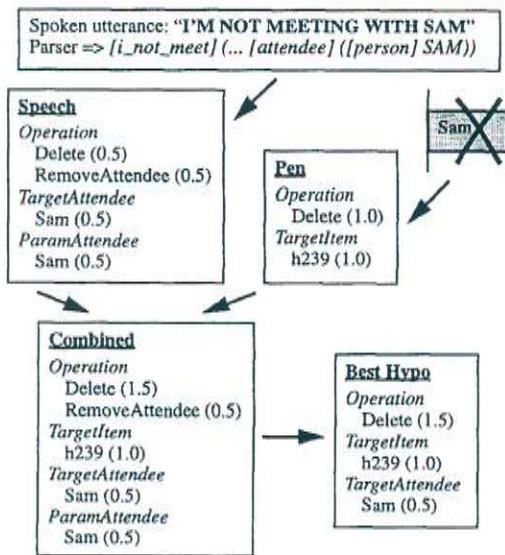 Spoken utterance: "I'M NOT MEETING WITH SAM"
Parser => [i_not_meet] (... [attendee] ([person] SAM))
Speech
Operation
Delete (0.5)
RemoveAttendee (0.5)
TargetAttendee
Sam (0.5)
ParamAttendee
Sam (0.5)
Sam
Pen
Operation
Delete (1.0)
TargetItem
h239 (1.0)
Combined
Operation
Delete (1.5)
RemoveAttendee (0.5)
TargetItem
h239 (1.0)
TargetAttendee
Sam (0.5)
ParamAttendee
Sam (0.5)
Best Hypo
Operation
Delete (1.5)
TargetItem
h239 (1.0)
TargetAttendee
Sam (0.5)